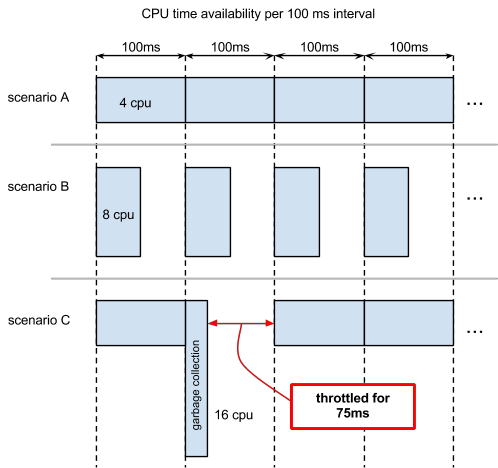 CPU time availability per 100 ms interval
100ms 100ms 100ms 100ms
scenario A
4 cpu
...
scenario B
8 cpu
...
scenario C
...
garbage collection
16 cpu
throttled for
75ms